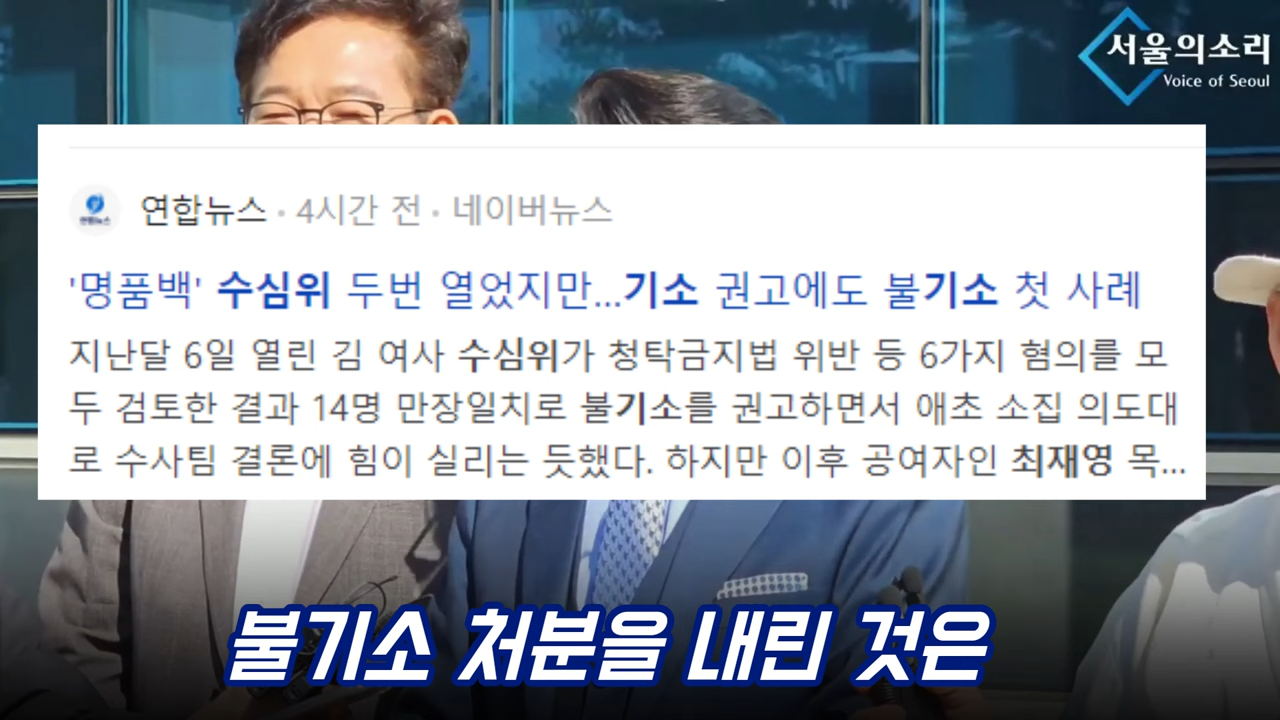 서울의소리
Voice of Seoul
연합뉴스
연합뉴스 · 4시간 전 · 네이버뉴스
'명품백' 수심위 두번 열었지만...기소 권고에도 불기소 첫 사례
지난달 6일 열린 김 여사 수심위가 청탁금지법 위반 등 6가지 혐의를 모
두 검토한 결과 14명 만장일치로 불기소를 권고하면서 애초 소집 의도대
로 수사팀 결론에 힘이 실리는 듯했다. 하지만 이후 공여자인 최재영 목...
불기소 처분을 내린 것은